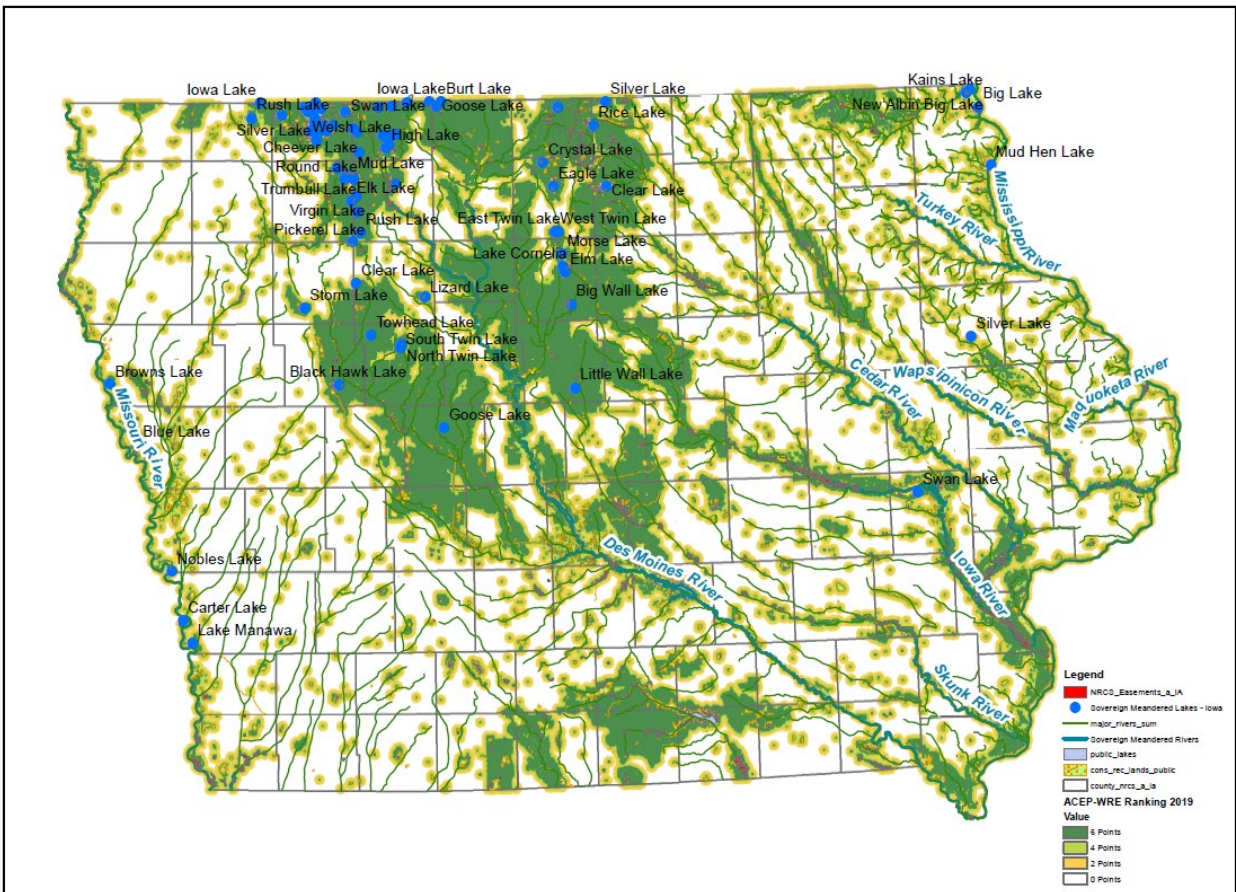 Kains Lake
Iowa Lake
Iowa Lake
Burt Lake
Silver Lake
Big Lake
Rush Lake
Swan Lake
Goose Lake
New Albin Big Lake
Rice Lake
Silver Lake
Welsh Lake
High Lake
Cheever Lake
Crystal Lake
Mud Hen Lake
Round Lake
Mud Lake
Eagle Lake
Trumbull Lake
Elk Lake
Clear Lake
Mississippi River
Turkey River
Virgin Lake
Rush Lake
East Twin Lake
West Twin Lake
Pickerel Lake
Morse Lake
Lake Cornelia
Elm Lake
Clear Lake
Storm Lake
Lizard Lake
Big Wall Lake
Silver Lake
Towhead Lake
South Twin Lake
North Twin Lake
Browns Lake
Black Hawk Lake
Little Wall Lake
Cedar River
Wapsipinicon River
Maquoketa River
Missouri River
Goose Lake
Blue Lake
Swan Lake
Nobles Lake
Des Moines River
Iowa River
Carter Lake
Lake Manawa
Skunk River
Legend
NRCS_Easements_a_IA
Sovereign Meandered Lakes - Iowa
major_rivers_sum
Sovereign Meandered Rivers
public_lakes
cons_rec_lands_public
county_nrcs_a_ia
ACEP-WRE Ranking 2019
Value
6 Points
4 Points
2 Points
0 Points